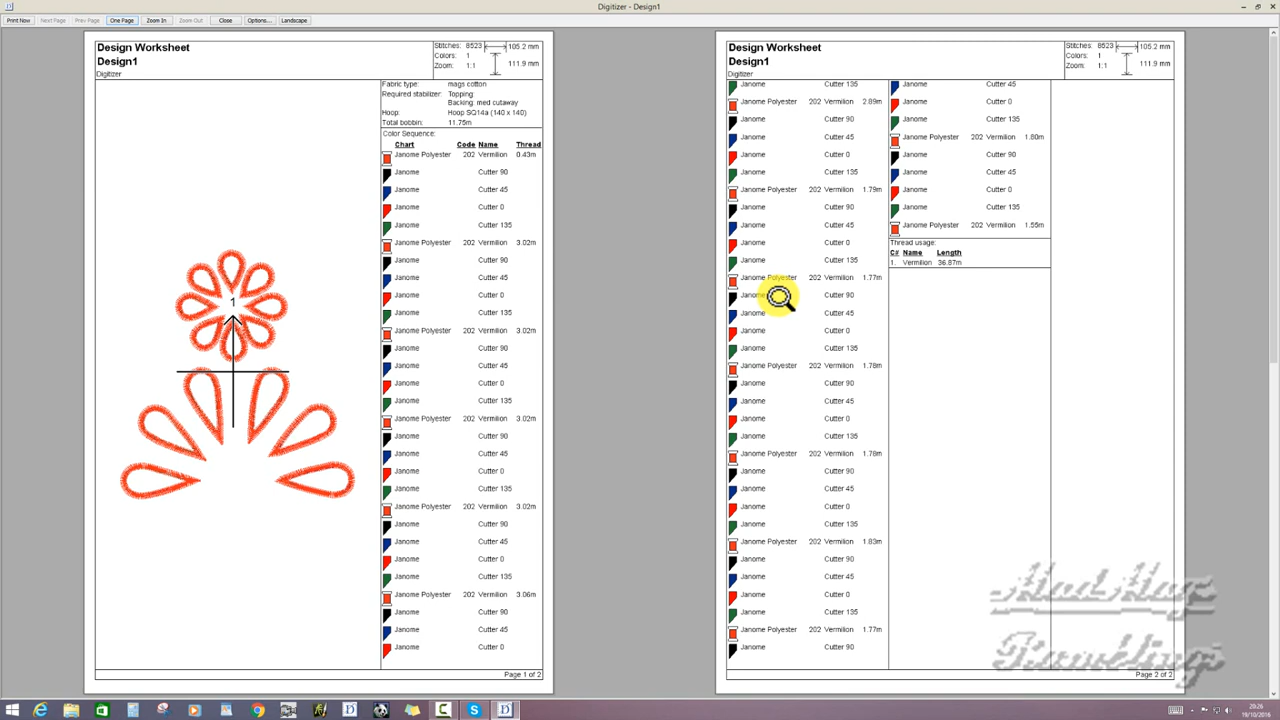 Digitizer - Design1
Print Now Next Page Prev Page One Page Zoom In Zoom Out Close Options... Landscape
Design Worksheet
Design1
Digitizer
Stitches: 8523
Colors: 1
Zoom: 1:1
105.2 mm
111.9 mm
Fabric type: mags cotton
Required stabilizer: Topping
Backing: med cutaway
Hoop: Hoop SQ14a (140 x 140)
Total bobbin: 11.75m
Color Sequence:
Chart Code Name Thread
Janome Polyester 202 Vermilion 0.43m
Janome Cutter 90
Janome Cutter 45
Janome Cutter 0
Janome Cutter 135
Janome Polyester 202 Vermilion 3.02m
Janome Cutter 90
Janome Cutter 45
Janome Cutter 0
Janome Cutter 135
Janome Polyester 202 Vermilion 3.02m
Janome Cutter 90
Janome Cutter 45
Janome Cutter 0
Janome Cutter 135
Janome Polyester 202 Vermilion 3.02m
Janome Cutter 90
Janome Cutter 45
Janome Cutter 0
Janome Cutter 135
Janome Polyester 202 Vermilion 3.02m
Janome Cutter 90
Janome Cutter 45
Janome Cutter 0
Janome Cutter 135
Janome Polyester 202 Vermilion 3.06m
Janome Cutter 90
Janome Cutter 45
Janome Cutter 0
1
Page 1 of 2
Design Worksheet
Design1
Digitizer
Stitches: 8523
Colors: 1
Zoom: 1:1
105.2 mm
111.9 mm
Janome Cutter 135
Janome Polyester 202 Vermilion 2.89m
Janome Cutter 90
Janome Cutter 45
Janome Cutter 0
Janome Cutter 135
Janome Polyester 202 Vermilion 1.79m
Janome Cutter 90
Janome Cutter 45
Janome Cutter 0
Janome Cutter 135
Janome Polyester 202 Vermilion 1.77m
Janome Cutter 90
Janome Cutter 45
Janome Cutter 0
Janome Cutter 135
Janome Polyester 202 Vermilion 1.78m
Janome Cutter 90
Janome Cutter 45
Janome Cutter 0
Janome Cutter 135
Janome Polyester 202 Vermilion 1.78m
Janome Cutter 90
Janome Cutter 45
Janome Cutter 0
Janome Cutter 135
Janome Polyester 202 Vermilion 1.83m
Janome Cutter 90
Janome Cutter 45
Janome Cutter 0
Janome Cutter 135
Janome Polyester 202 Vermilion 1.77m
Janome Cutter 90
Janome Cutter 45
Janome Cutter 0
Janome Cutter 135
Janome Polyester 202 Vermilion 1.80m
Janome Cutter 90
Janome Cutter 45
Janome Cutter 0
Janome Cutter 135
Janome Polyester 202 Vermilion 1.55m
Thread usage:
C# Name Length
1. Vermilion 36.87m
Page 2 of 2
Mad Mags
Ramblings
20:26
19/10/2016